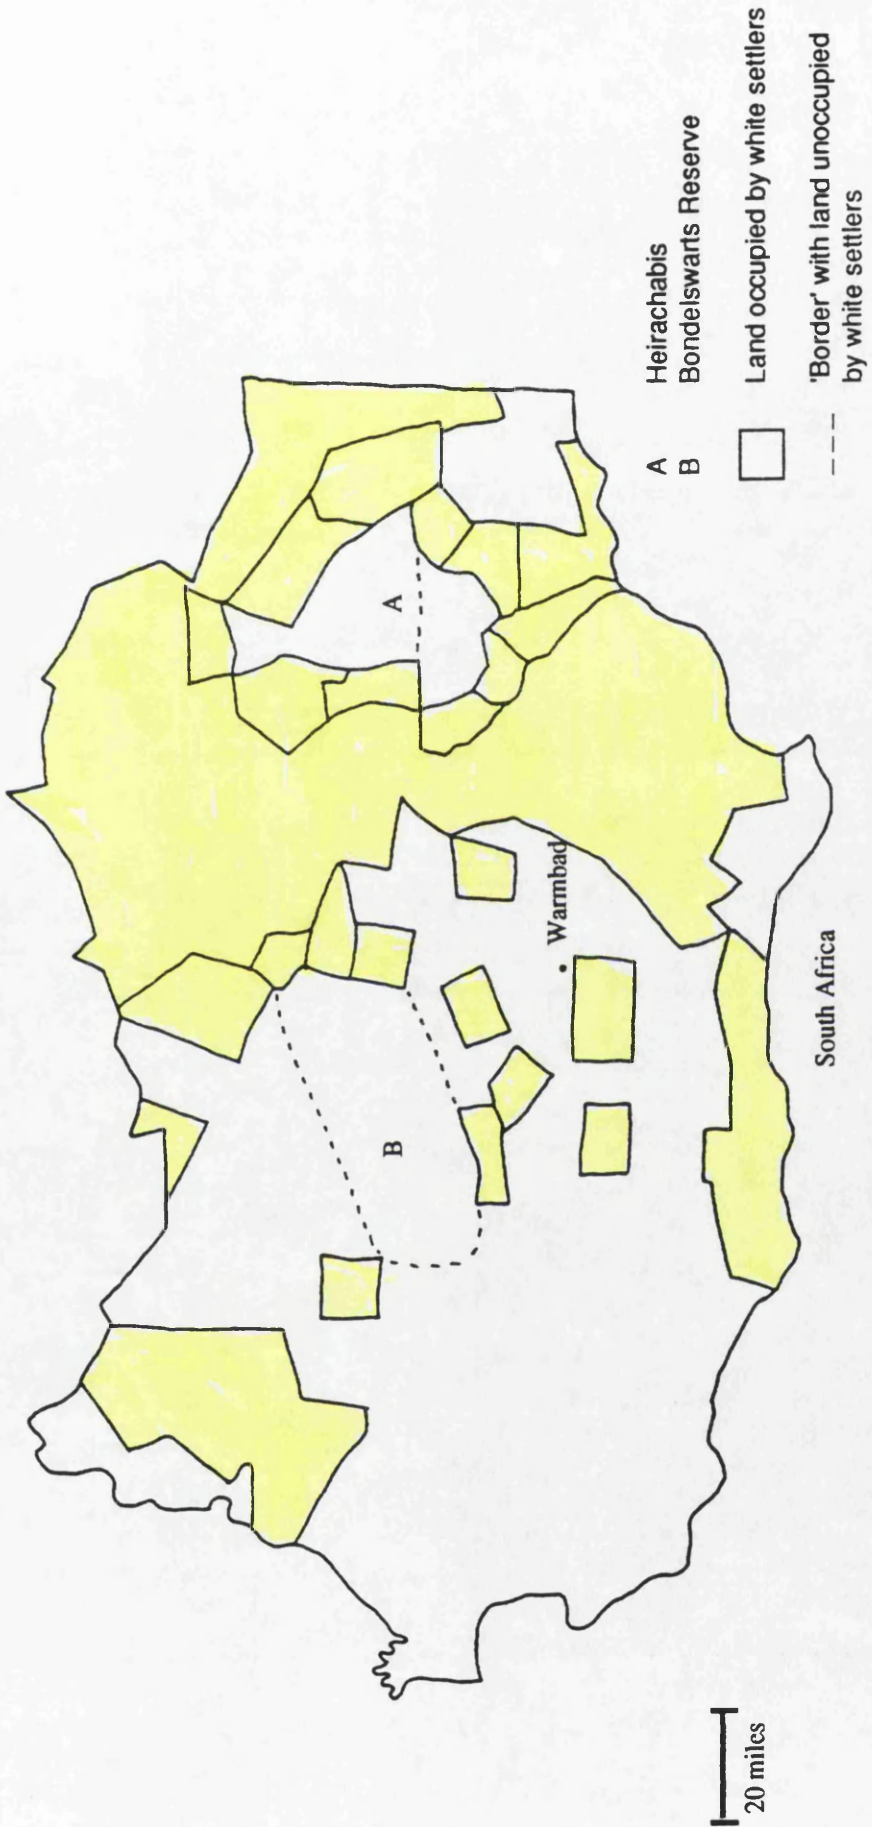 A
B
Warmbad
South Africa
20 miles
A Heirachabis
B Bondelswarts Reserve
Land occupied by white settlers
'Border' with land unoccupied
by white settlers